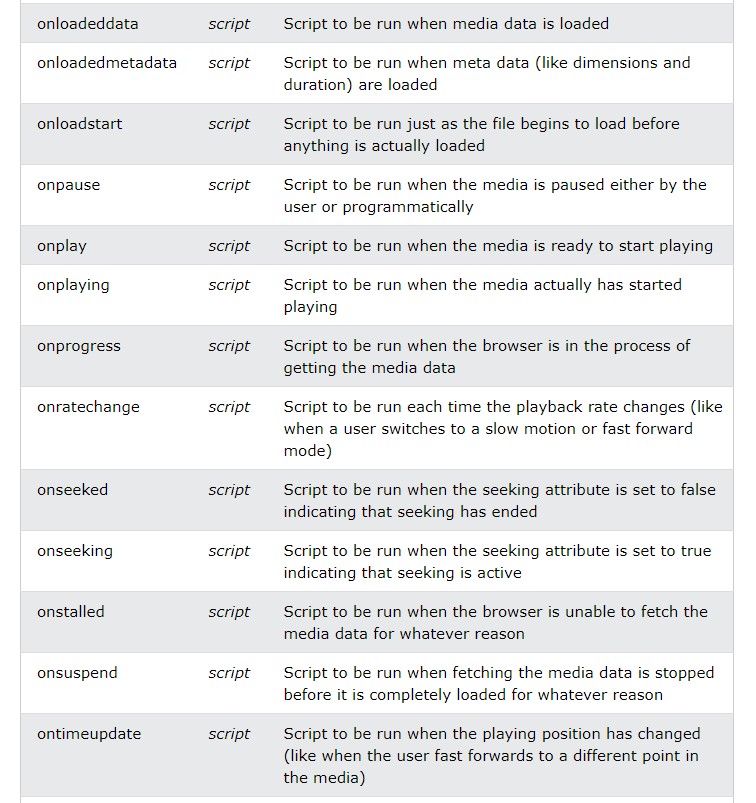 onloadeddata script Script to be run when media data is loaded
onloadedmetadata script Script to be run when meta data (like dimensions and
duration) are loaded
onloadstart script Script to be run just as the file begins to load before
anything is actually loaded
onpause script Script to be run when the media is paused either by the
user or programmatically
onplay script Script to be run when the media is ready to start playing
onplaying script Script to be run when the media actually has started
playing
onprogress script Script to be run when the browser is in the process of
getting the media data
onratechange script Script to be run each time the playback rate changes (like
when a user switches to a slow motion or fast forward
mode)
onseeked script Script to be run when the seeking attribute is set to false
indicating that seeking has ended
onseeking script Script to be run when the seeking attribute is set to true
indicating that seeking is active
onstalled script Script to be run when the browser is unable to fetch the
media data for whatever reason
onsuspend script Script to be run when fetching the media data is stopped
before it is completely loaded for whatever reason
ontimeupdate script Script to be run when the playing position has changed
(like when the user fast forwards to a different point in
the media)